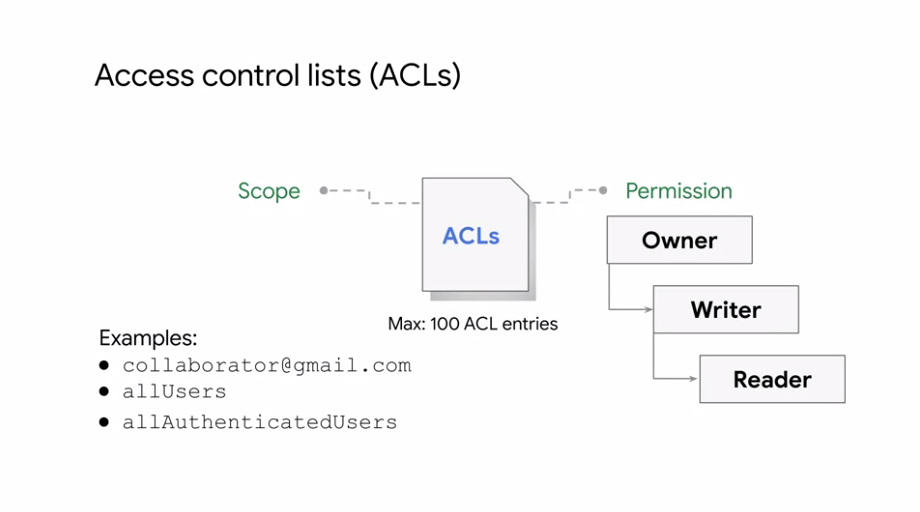 Access control lists (ACLs)
Scope
ACLs
Permission
Owner
Writer
Reader
Max: 100 ACL entries
Examples:
● collaborator@gmail.com
● allUsers
● allAuthenticatedUsers